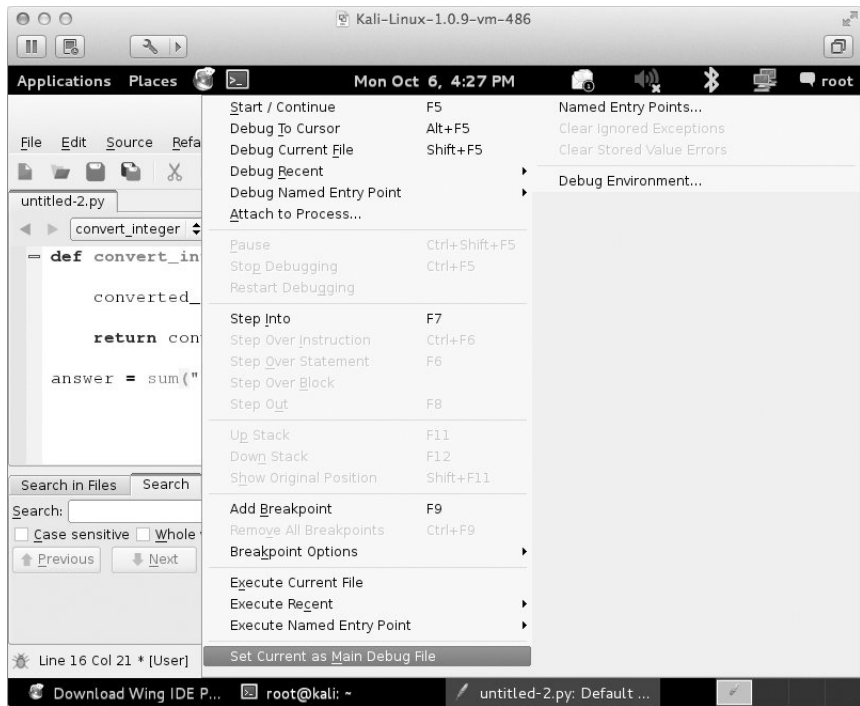 Kali-Linux-1.0.9-vm-486
Applications Places Mon Oct 6, 4:27 PM root
File Edit Source Refa
untitled-2.py
convert_integer
def convert_in
converted_
return con
answer = sum("
Search in Files Search
Search:
Case sensitive Whole
Previous Next
Line 16 Col 21 * [User]
Start / Continue F5
Debug To Cursor Alt+F5
Debug Current File Shift+F5
Debug Recent
Debug Named Entry Point
Attach to Process...
Pause Ctrl+Shift+F5
Stop Debugging Ctrl+F5
Restart Debugging
Step Into F7
Step Over Instruction Ctrl+F6
Step Over Statement F6
Step Over Block
Step Out F8
Up Stack F11
Down Stack F12
Show Original Position Shift+F11
Add Breakpoint F9
Remove All Breakpoints Ctrl+F9
Breakpoint Options
Execute Current File
Execute Recent
Execute Named Entry Point
Set Current as Main Debug File
Named Entry Points...
Clear Ignored Exceptions
Clear Stored Value Errors
Debug Environment...
Download Wing IDE P... root@kali: ~ untitled-2.py: Default ...